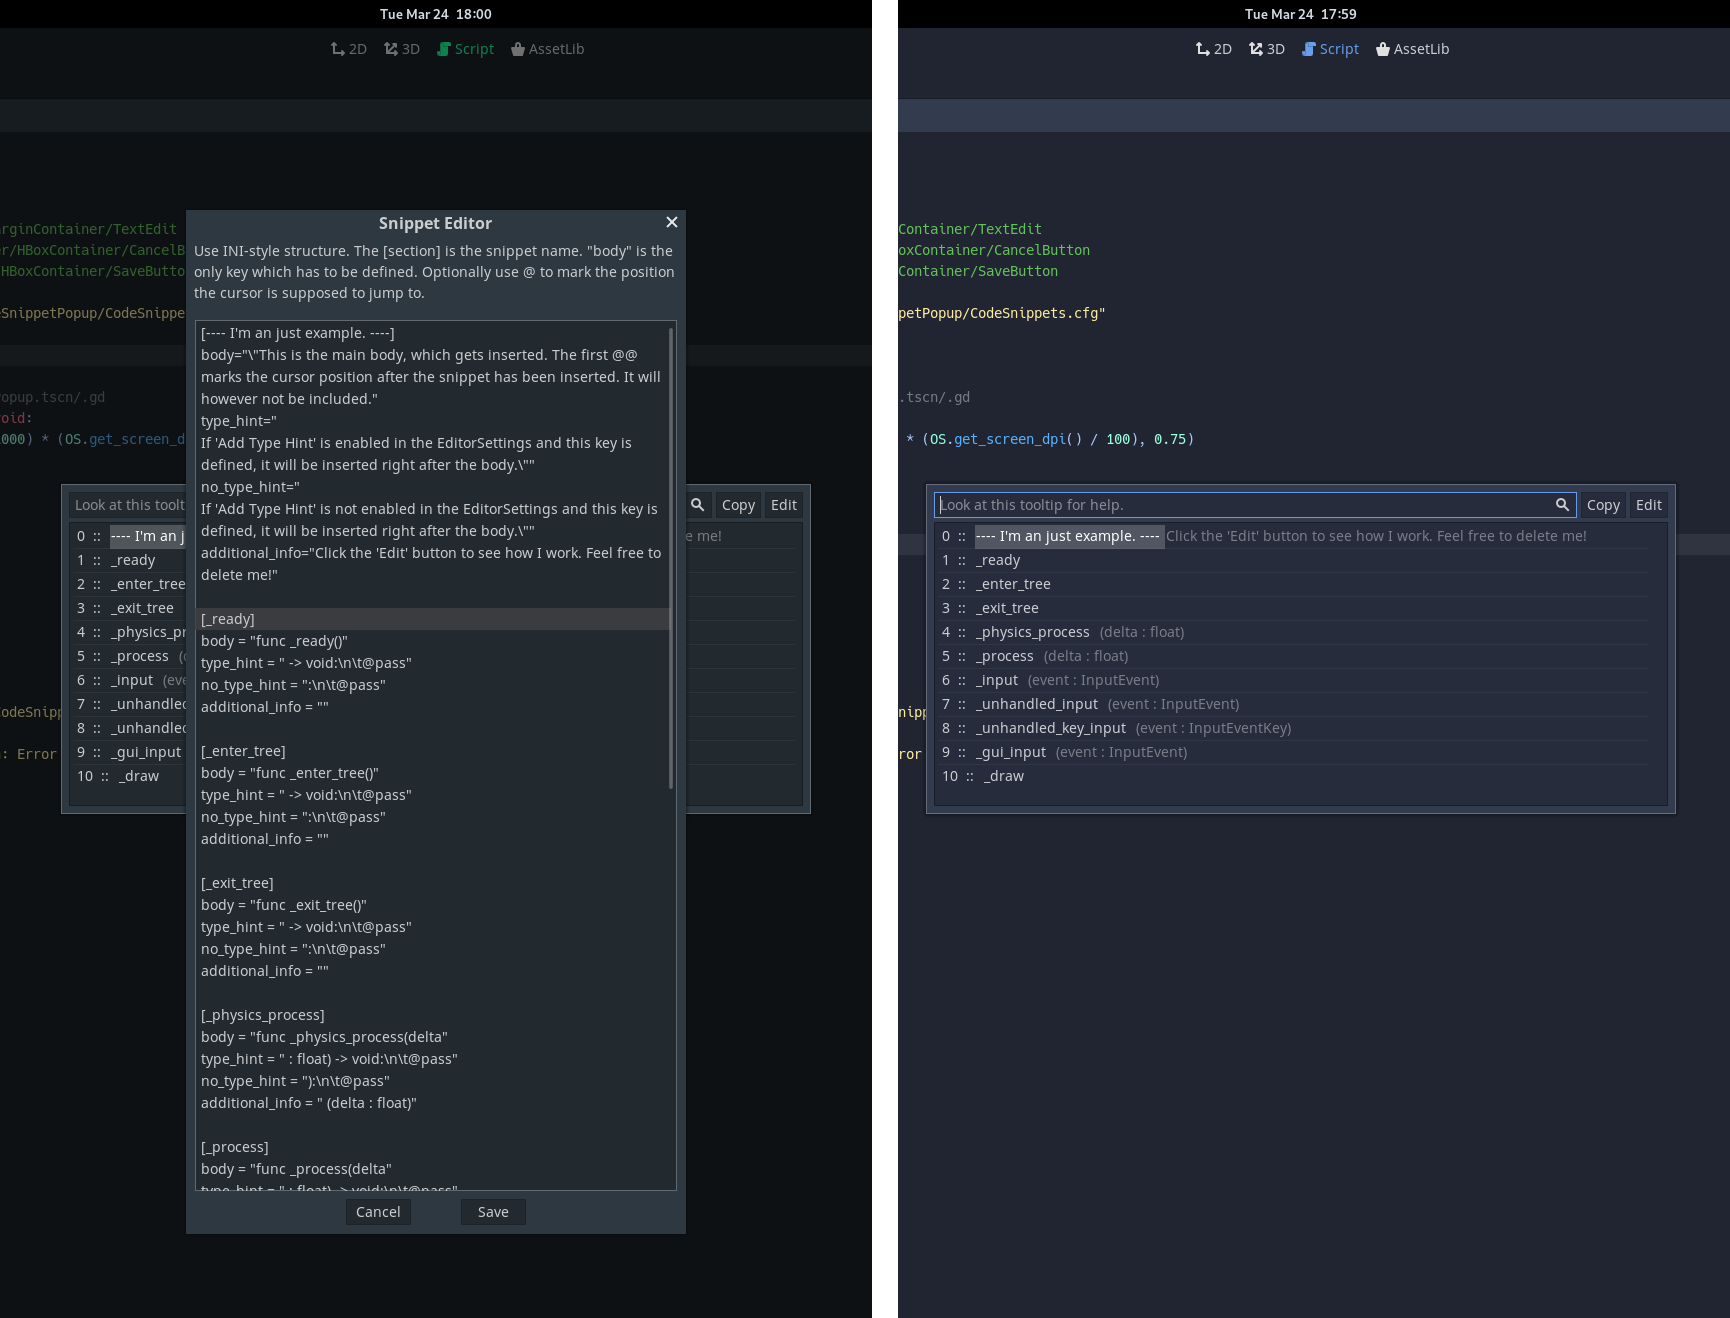 Tue Mar 24 18:00
2D 3D Script AssetLib
rginContainer/TextEdit
er/HBoxContainer/CancelB
HBoxContainer/SaveButto
eSnippetPopup/CodeSnippe
opup.tscn/.gd
oid:
000) * (OS.get_screen_d
Snippet Editor
Use INI-style structure. The [section] is the snippet name. "body" is the
only key which has to be defined. Optionally use @ to mark the position
the cursor is supposed to jump to.
[---- I'm an just example. ----]
body="\"This is the main body, which gets inserted. The first @@
marks the cursor position after the snippet has been inserted. It will
however not be included."
type_hint="
If 'Add Type Hint' is enabled in the EditorSettings and this key is
defined, it will be inserted right after the body.\""
no_type_hint="
If 'Add Type Hint' is not enabled in the EditorSettings and this key is
defined, it will be inserted right after the body.\""
additional_info="Click the 'Edit' button to see how I work. Feel free to
delete me!"
[_ready]
body = "func _ready()"
type_hint = " -> void:\n\t@pass"
no_type_hint = ":\n\t@pass"
additional_info = ""
[_enter_tree]
body = "func _enter_tree()"
type_hint = " -> void:\n\t@pass"
no_type_hint = ":\n\t@pass"
additional_info = ""
[_exit_tree]
body = "func _exit_tree()"
type_hint = " -> void:\n\t@pass"
no_type_hint = ":\n\t@pass"
additional_info = ""
[_physics_process]
body = "func _physics_process(delta"
type_hint = " : float) -> void:\n\t@pass"
no_type_hint = "):\n\t@pass"
additional_info = " (delta : float)"
[_process]
body = "func _process(delta"
type_hint = " : float) -> void:\n\t@pass"
Cancel Save
Look at this toolt
Copy Edit
0 :: ---- I'm an j
e me!
1 :: _ready
2 :: _enter_tree
3 :: _exit_tree
4 :: _physics_pr
5 :: _process (
6 :: _input (eve
7 :: _unhandled
8 :: _unhandled
9 :: _gui_input
10 :: _draw
CodeSnipp
: Error
Tue Mar 24 17:59
2D 3D Script AssetLib
Container/TextEdit
oxContainer/CancelButton
Container/SaveButton
petPopup/CodeSnippets.cfg"
.tscn/.gd
* (OS.get_screen_dpi() / 100), 0.75)
Look at this tooltip for help. Copy Edit
0 :: ---- I'm an just example. ---- Click the 'Edit' button to see how I work. Feel free to delete me!
1 :: _ready
2 :: _enter_tree
3 :: _exit_tree
4 :: _physics_process (delta : float)
5 :: _process (delta : float)
6 :: _input (event : InputEvent)
7 :: _unhandled_input (event : InputEvent)
8 :: _unhandled_key_input (event : InputEventKey)
9 :: _gui_input (event : InputEvent)
10 :: _draw
nipp
ror